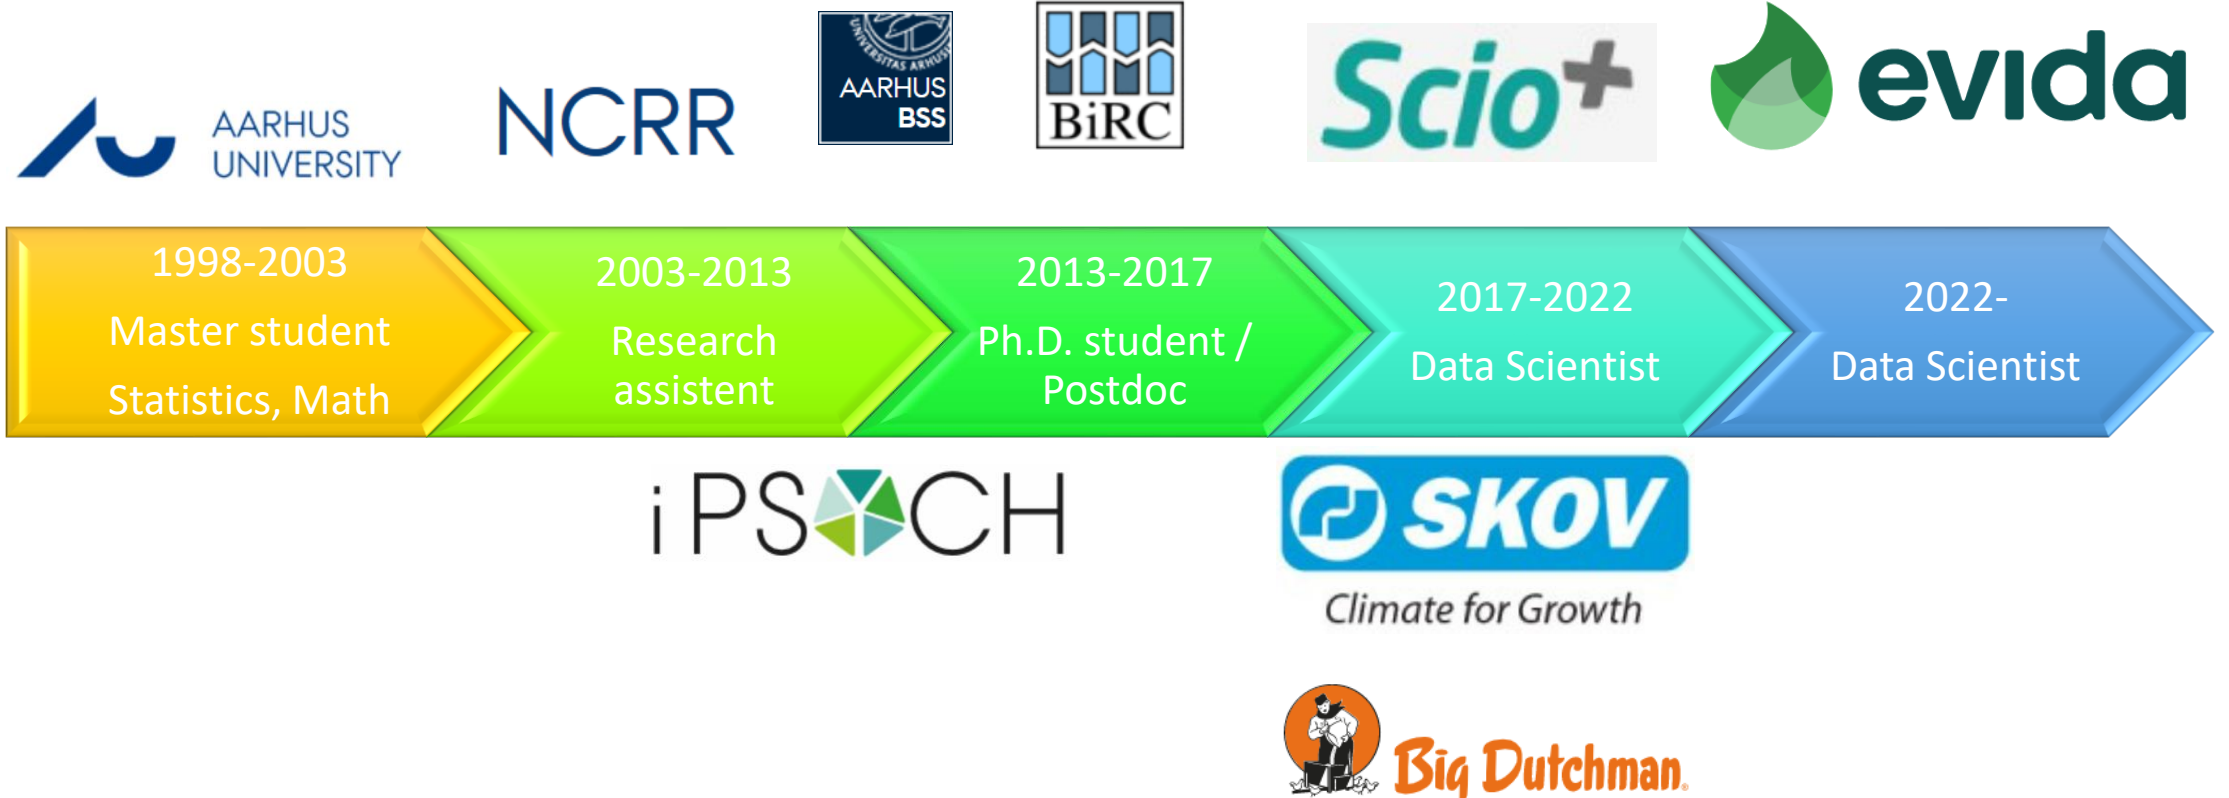 AARHUS
UNIVERSITY
NCRR
UNIVERSITAS ARHUS
AARHUS
BSS
BiRC
Scio+
evida
1998-2003
Master student
Statistics, Math
2003-2013
Research
assistent
2013-2017
Ph.D. student /
Postdoc
2017-2022
Data Scientist
2022-
Data Scientist
iPSYCH
SKOV
Climate for Growth
Big Dutchman